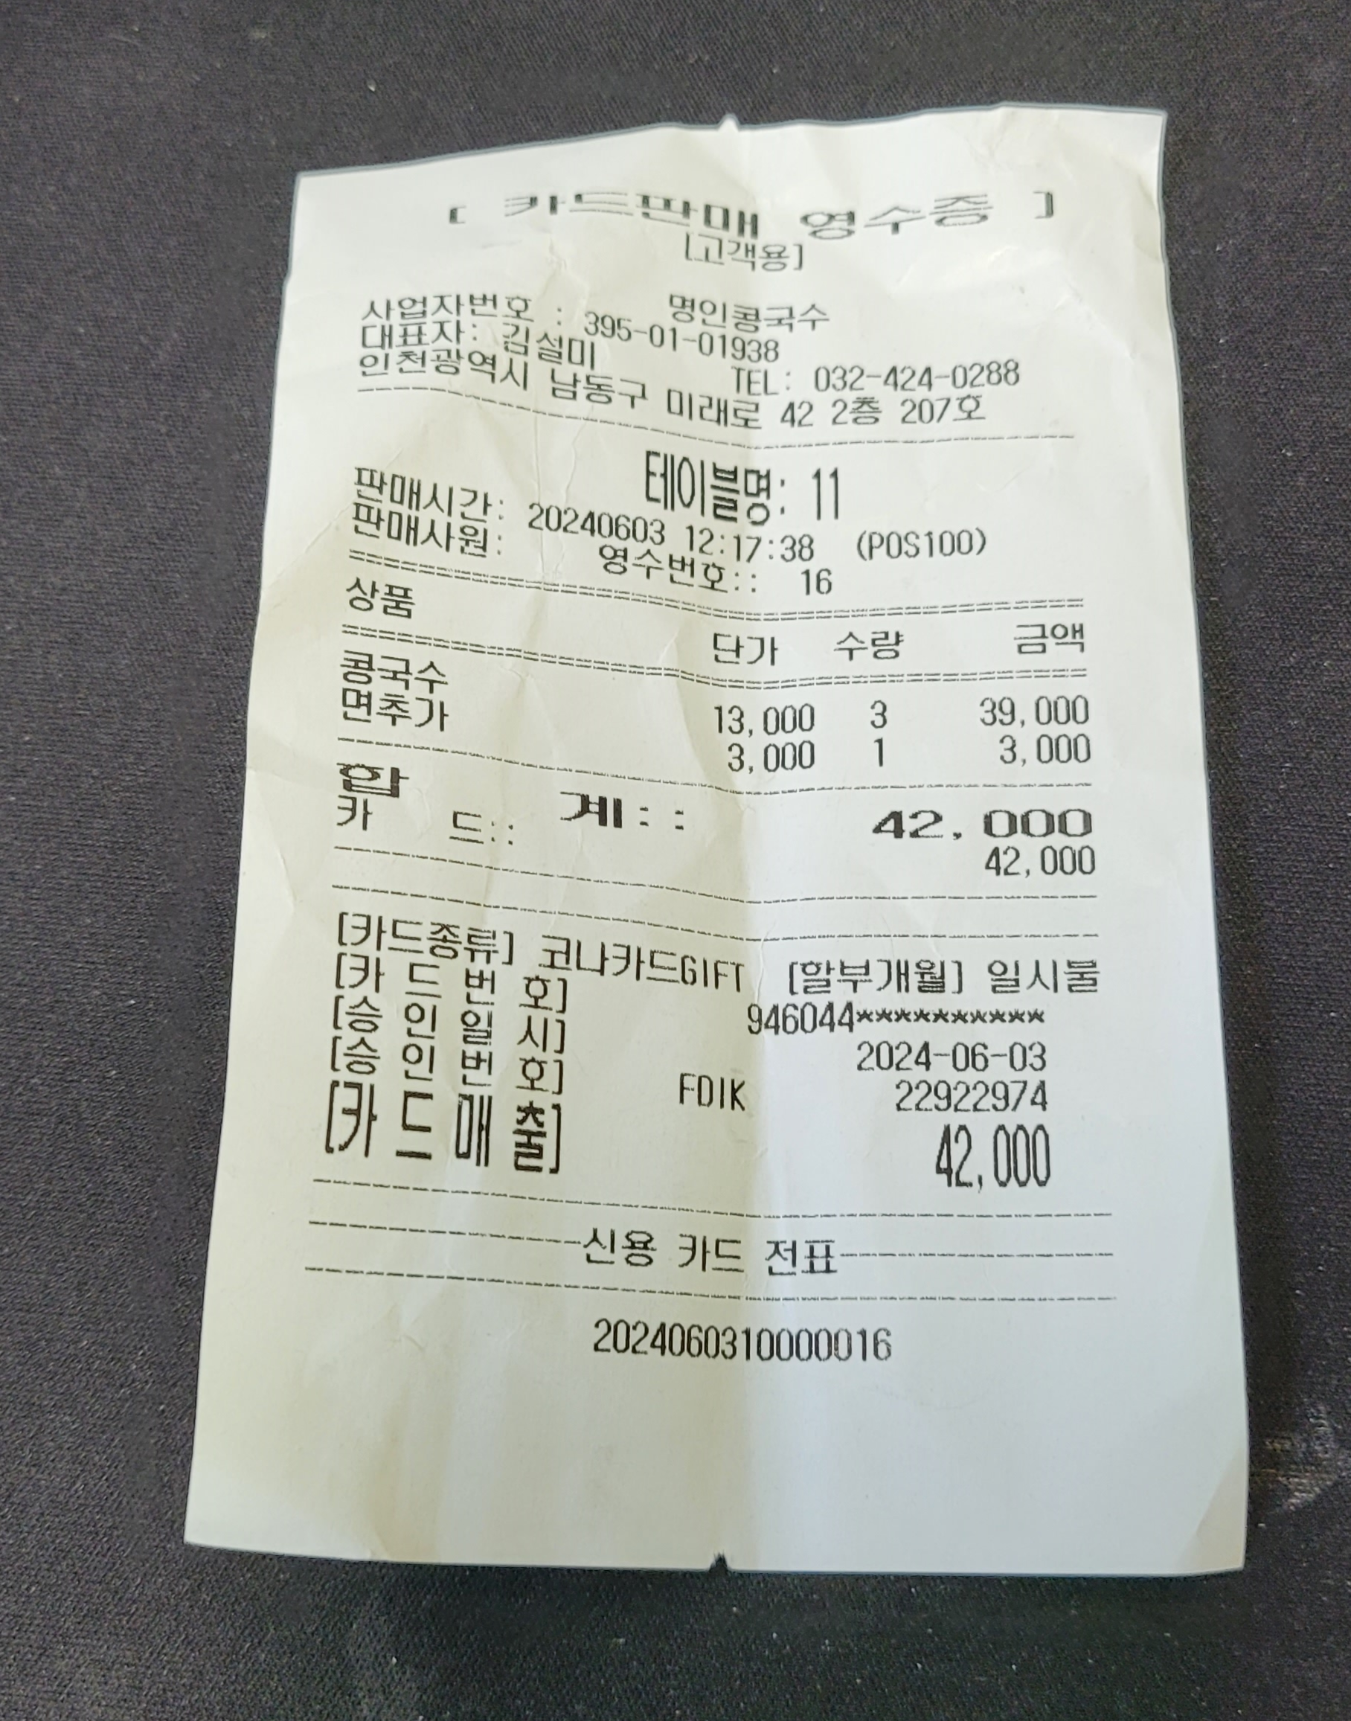 [ 카드판매 영수증 ]
[고객용]
명인콩국수
사업자번호 : 395-01-01938
대표자: 김설미 TEL: 032-424-0288
인천광역시 남동구 미래로 42 2층 207호
테이블명: 11
판매시간: 20240603 12:17:38 (POS100)
판매사원: 영수번호:: 16
상품 단가 수량 금액
콩국수 13,000 3 39,000
면추가 3,000 1 3,000
합 계:: 42,000
카 드:: 42,000
[카드종류] 코나카드GIFT [할부개월] 일시불
[카 드 번 호] 946044**********
[승 인 일 시] 2024-06-03
[승 인 번 호] FDIK 22922974
[카 드 매 출] 42,000
신용 카드 전표
2024060310000016